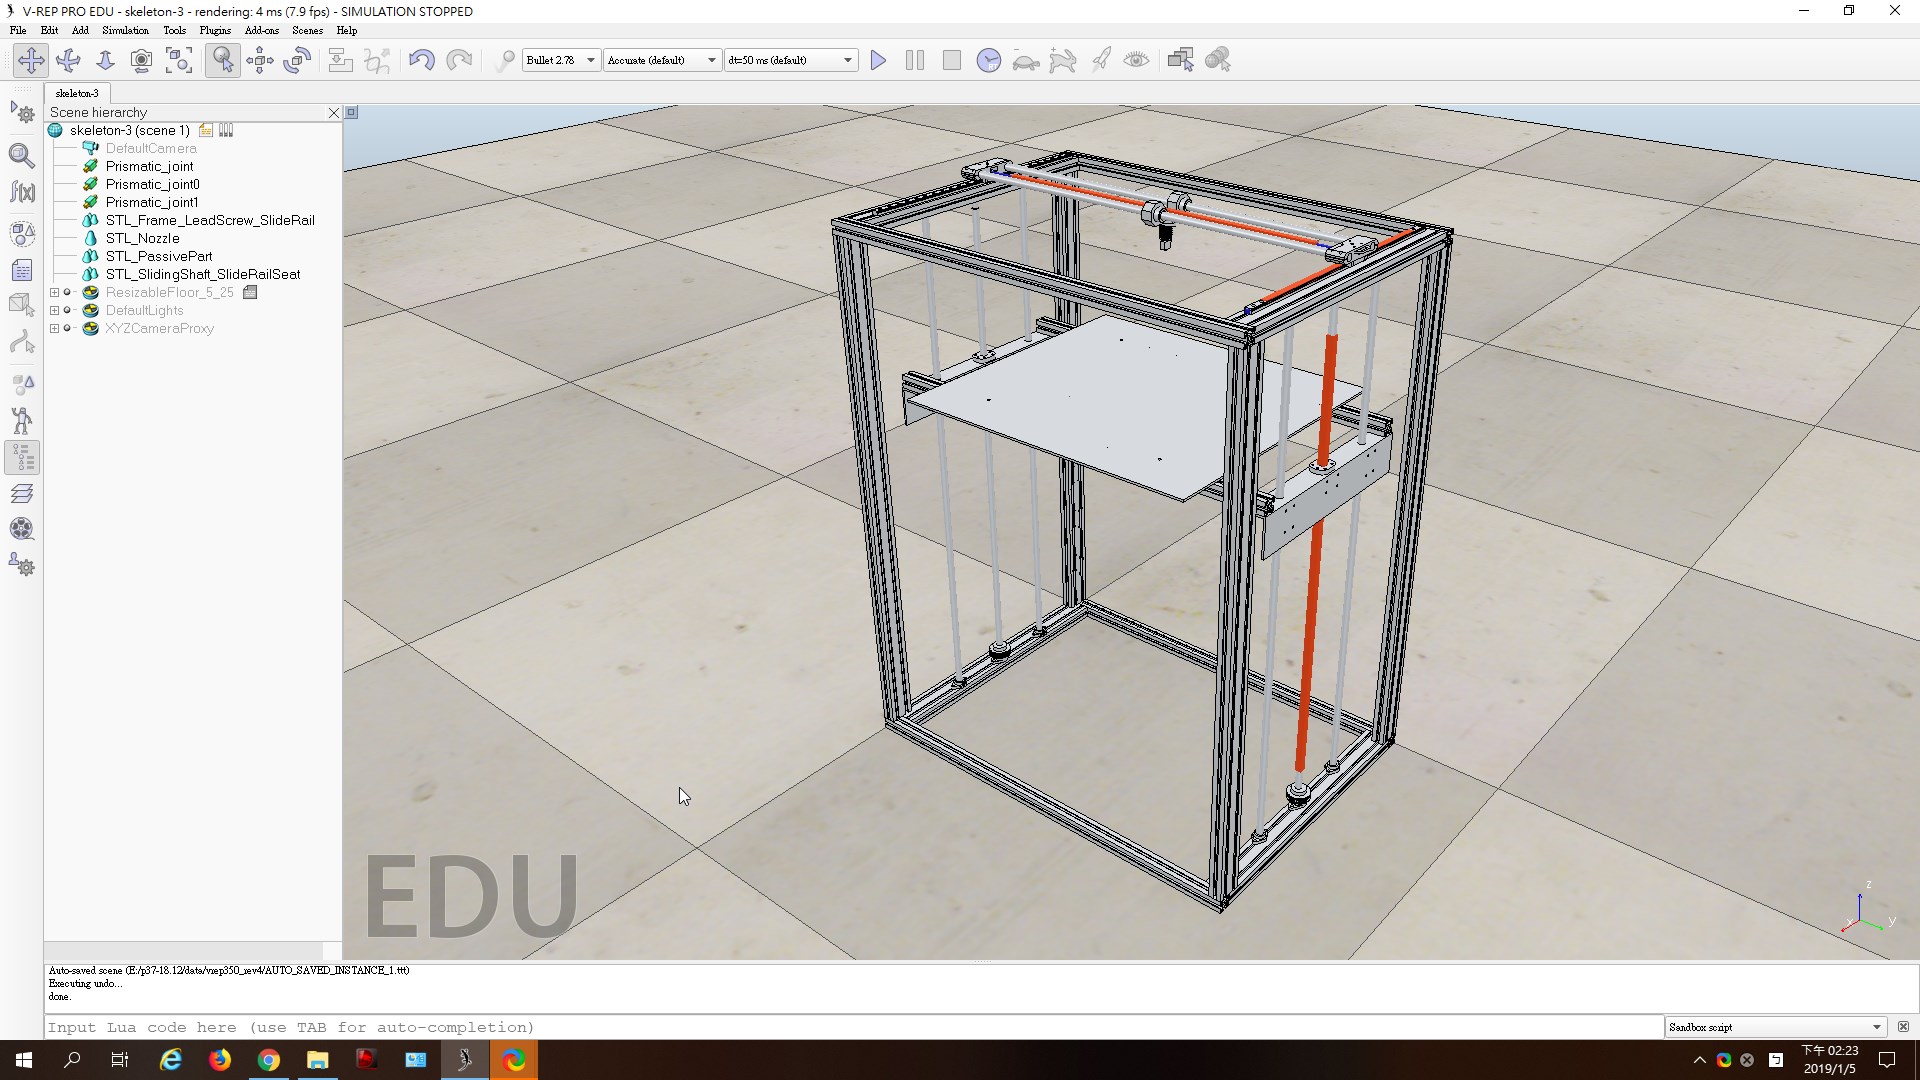 V-REP PRO EDU - skeleton-3 - rendering: 4 ms (7.9 fps) - SIMULATION STOPPED
File Edit Add Simulation Tools Plugins Add-ons Scenes Help
Bullet 2.78 Accurate (default) dt=50 ms (default)
skeleton-3
Scene hierarchy
skeleton-3 (scene 1)
DefaultCamera
Prismatic_joint
Prismatic_joint0
Prismatic_joint1
STL_Frame_LeadScrew_SlideRail
STL_Nozzle
STL_PassivePart
STL_SlidingShaft_SlideRailSeat
ResizableFloor_5_25
DefaultLights
XYZCameraProxy
f(x)
EDU
z
x
y
Auto-saved scene (E:/p37-18.12/data/vrep350_rev4/AUTO_SAVED_INSTANCE_1.ttt)
Executing undo...
done.
Input Lua code here (use TAB for auto-completion)
Sandbox script
下午 02:23
2019/1/5